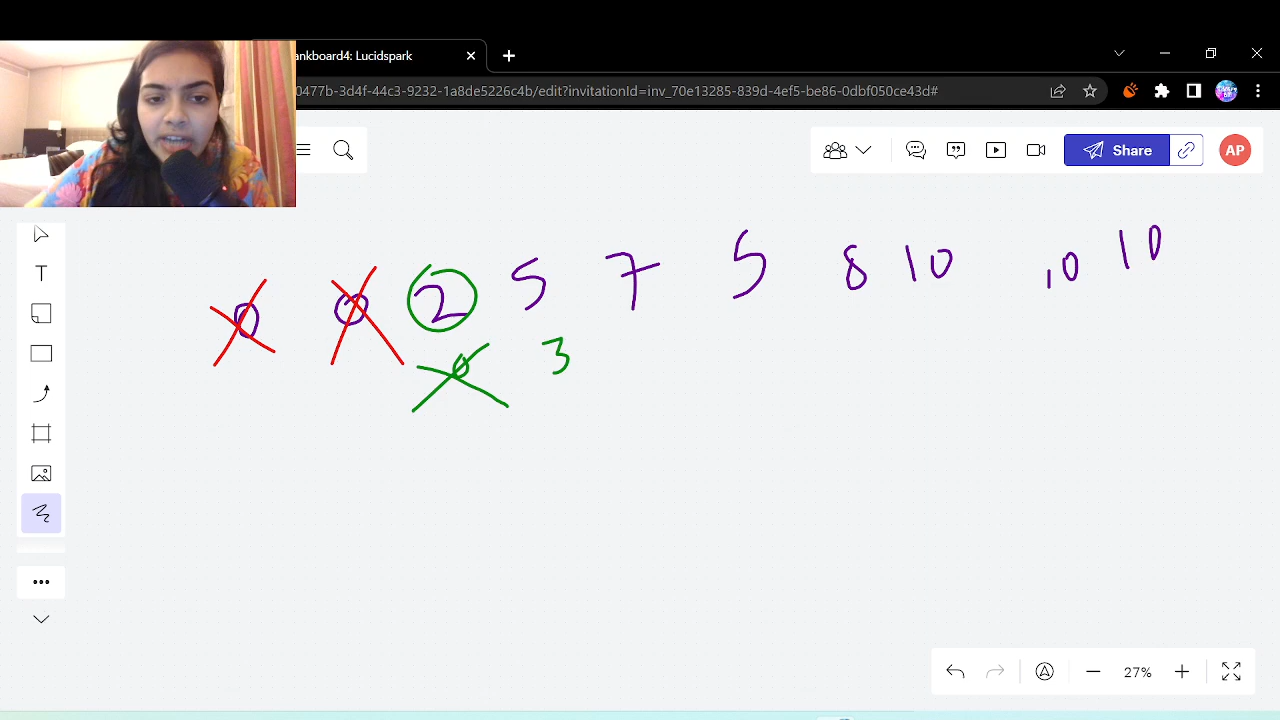 ankboard4: Lucidspark
0477b-3d4f-44c3-9232-1a8de5226c4b/edit?invitationId=inv_70e13285-839d-4ef5-be86-0dbf050ce43d#
Share
AP
T
0 0 2 5 7 5 8 10 10 10
0 3
27%